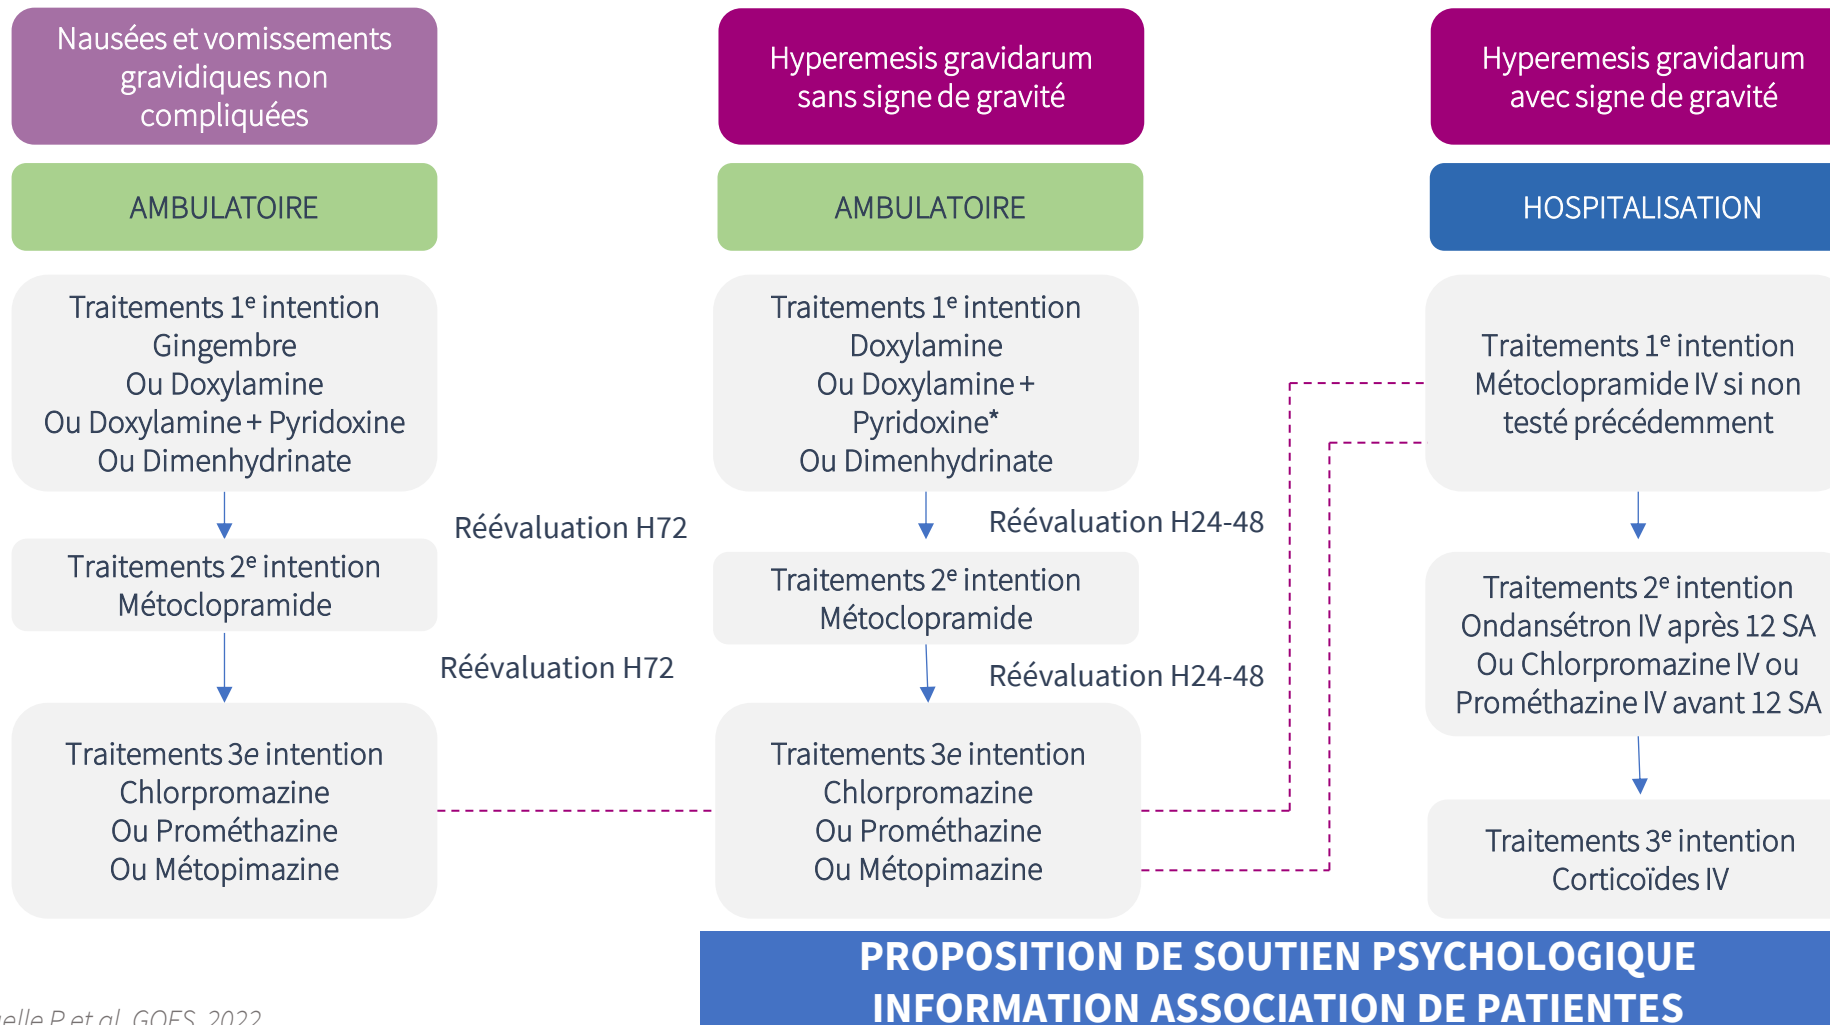 Nausées et vomissements
gravidiques non
compliquées
AMBULATOIRE
Traitements 1e intention
Gingembre
Ou Doxylamine
Ou Doxylamine + Pyridoxine
Ou Dimenhydrinate
Réévaluation H72
Traitements 2e intention
Métoclopramide
Réévaluation H72
Traitements 3e intention
Chlorpromazine
Ou Prométhazine
Ou Métopimazine
Hyperemesis gravidarum
sans signe de gravité
AMBULATOIRE
Traitements 1e intention
Doxylamine
Ou Doxylamine +
Pyridoxine*
Ou Dimenhydrinate
Réévaluation H24-48
Traitements 2e intention
Métoclopramide
Réévaluation H24-48
Traitements 3e intention
Chlorpromazine
Ou Prométhazine
Ou Métopimazine
Hyperemesis gravidarum
avec signe de gravité
HOSPITALISATION
Traitements 1e intention
Métoclopramide IV si non
testé précédemment
Traitements 2e intention
Ondansétron IV après 12 SA
Ou Chlorpromazine IV ou
Prométhazine IV avant 12 SA
Traitements 3e intention
Corticoïdes IV
PROPOSITION DE SOUTIEN PSYCHOLOGIQUE
INFORMATION ASSOCIATION DE PATIENTES
P et al, GOFS, 2022